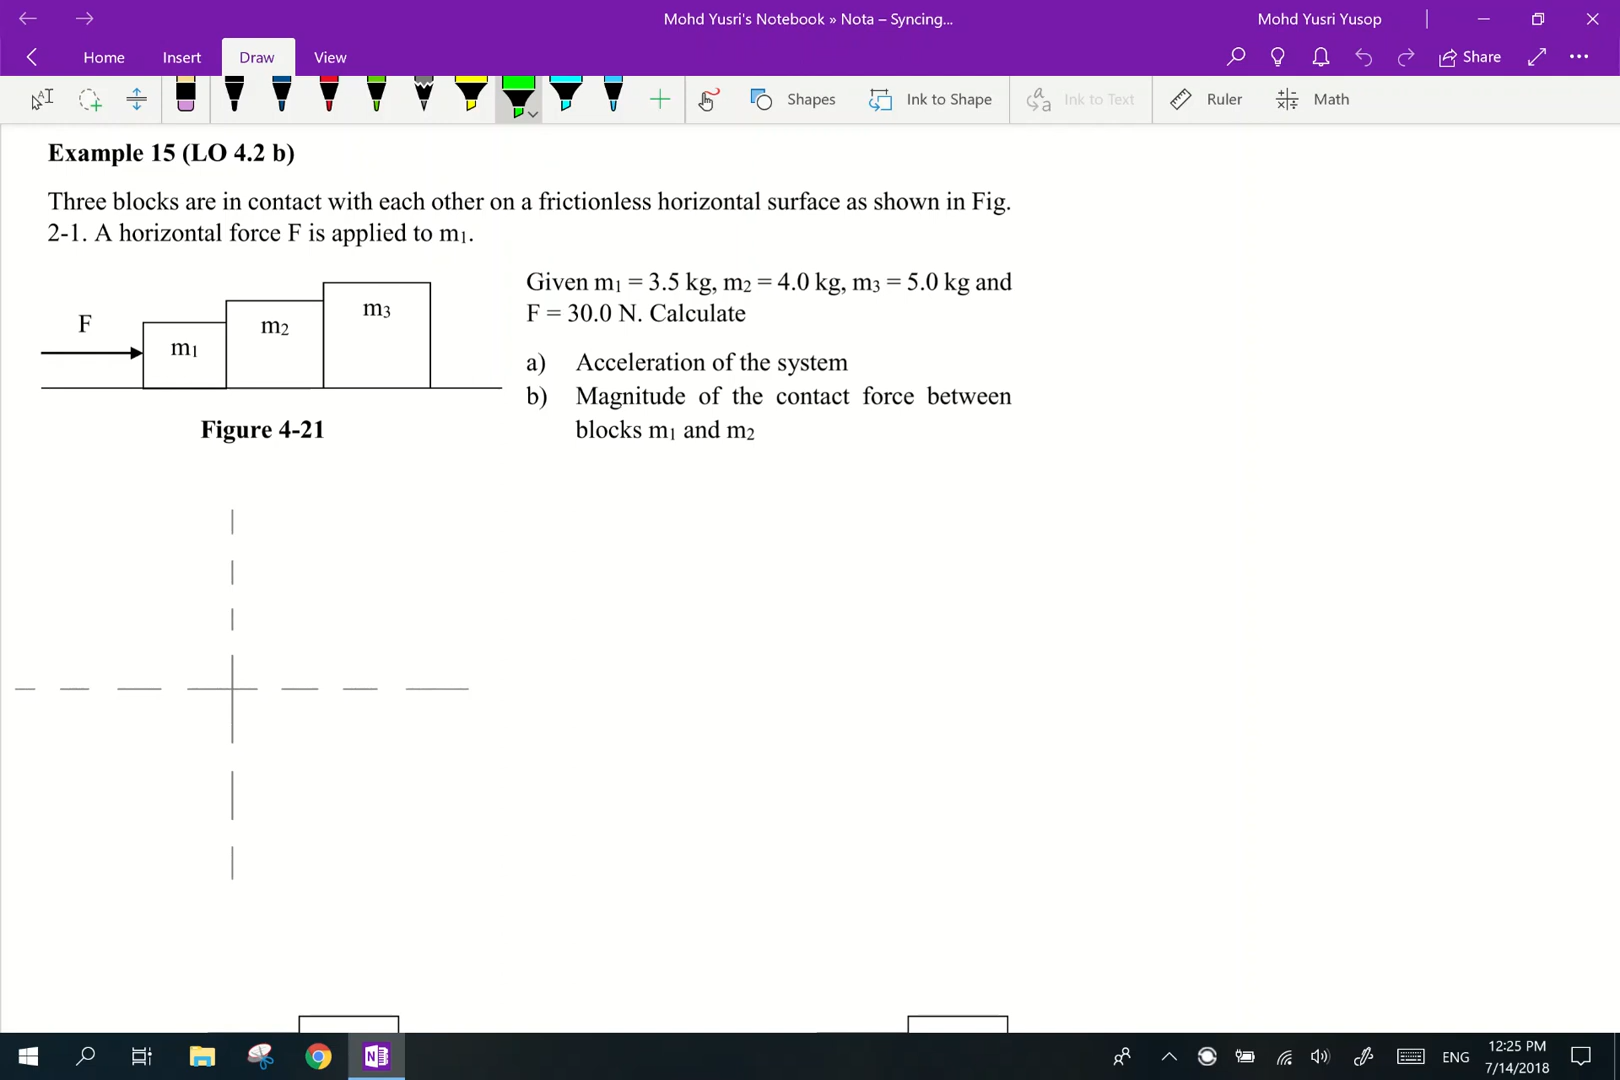 Mohd Yusri's Notebook » Nota – Syncing...
Mohd Yusri Yusop
Home Insert Draw View
Share
Shapes Ink to Shape Ink to Text Ruler Math
Example 15 (LO 4.2 b)
Three blocks are in contact with each other on a frictionless horizontal surface as shown in Fig.
2-1. A horizontal force F is applied to m₁.
F
m₁
m₂
m₃
Figure 4-21
Given m₁ = 3.5 kg, m₂ = 4.0 kg, m₃ = 5.0 kg and
F = 30.0 N. Calculate
a) Acceleration of the system
b) Magnitude of the contact force between
blocks m₁ and m₂
N
ENG
12:25 PM
7/14/2018